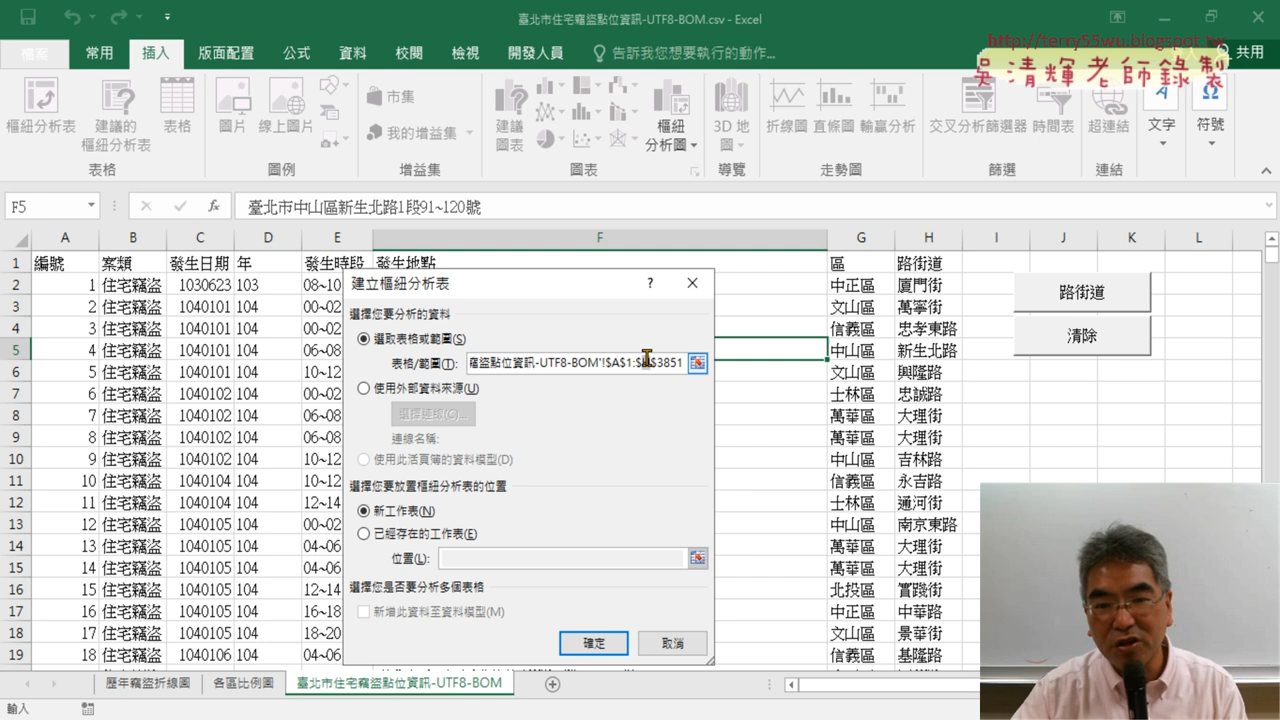 臺北市住宅竊盜點位資訊-UTF8-BOM.csv - Excel
http://terry55wu.blogspot.tw
吳清輝老師錄製
檔案 常用 插入 版面配置 公式 資料 校閱 檢視 開發人員 告訴我您想要執行的動作... 共用
樞紐分析表 建議的樞紐分析表 表格 圖片 線上圖片 市集 我的增益集 建議圖表 樞紐分析圖 3D 地圖 折線圖 直條圖 輸贏分析 交叉分析篩選器 時間表 超連結 文字 符號
表格 圖例 增益集 圖表 導覽 走勢圖 篩選 連結
F5 fx 臺北市中山區新生北路1段91~120號
A B C D E F G H I J K L
1 編號 案類 發生日期 年 發生時段 發生地點 區 路街道
2 1 住宅竊盜 1030623 103 08~10 中正區 廈門街
3 2 住宅竊盜 1040101 104 00~02 文山區 萬寧街
4 3 住宅竊盜 1040101 104 00~02 信義區 忠孝東路
5 4 住宅竊盜 1040101 104 06~08 中山區 新生北路
6 5 住宅竊盜 1040101 104 10~12 文山區 興隆路
7 6 住宅竊盜 1040102 104 00~02 士林區 忠誠路
8 7 住宅竊盜 1040102 104 06~08 萬華區 大理街
9 8 住宅竊盜 1040102 104 06~08 萬華區 大理街
10 9 住宅竊盜 1040102 104 10~12 中山區 吉林路
11 10 住宅竊盜 1040104 104 10~12 信義區 永吉路
12 11 住宅竊盜 1040104 104 12~14 士林區 通河街
13 12 住宅竊盜 1040105 104 00~02 中山區 南京東路
14 13 住宅竊盜 1040105 104 04~06 萬華區 大理街
15 14 住宅竊盜 1040105 104 04~06 萬華區 大理街
16 15 住宅竊盜 1040105 104 12~14 北投區 實踐街
17 16 住宅竊盜 1040105 104 16~18 中正區 中華路
18 17 住宅竊盜 1040105 104 18~20 文山區 景華街
19 18 住宅竊盜 1040106 104 04~06 信義區 基隆路
路街道
清除
建立樞紐分析表 ?
選擇您要分析的資料
選取表格或範圍(S)
表格/範圍(T): 竊盜點位資訊-UTF8-BOM'!$A$1:$H$3851
使用外部資料來源(U)
選擇連線(C)...
連線名稱:
使用此活頁簿的資料模型(D)
選擇您要放置樞紐分析表的位置
新工作表(N)
已經存在的工作表(E)
位置(L):
選擇您是否要分析多個表格
新增此資料至資料模型(M)
確定 取消
歷年竊盜折線圖 各區比例圖 臺北市住宅竊盜點位資訊-UTF8-BOM
輸入